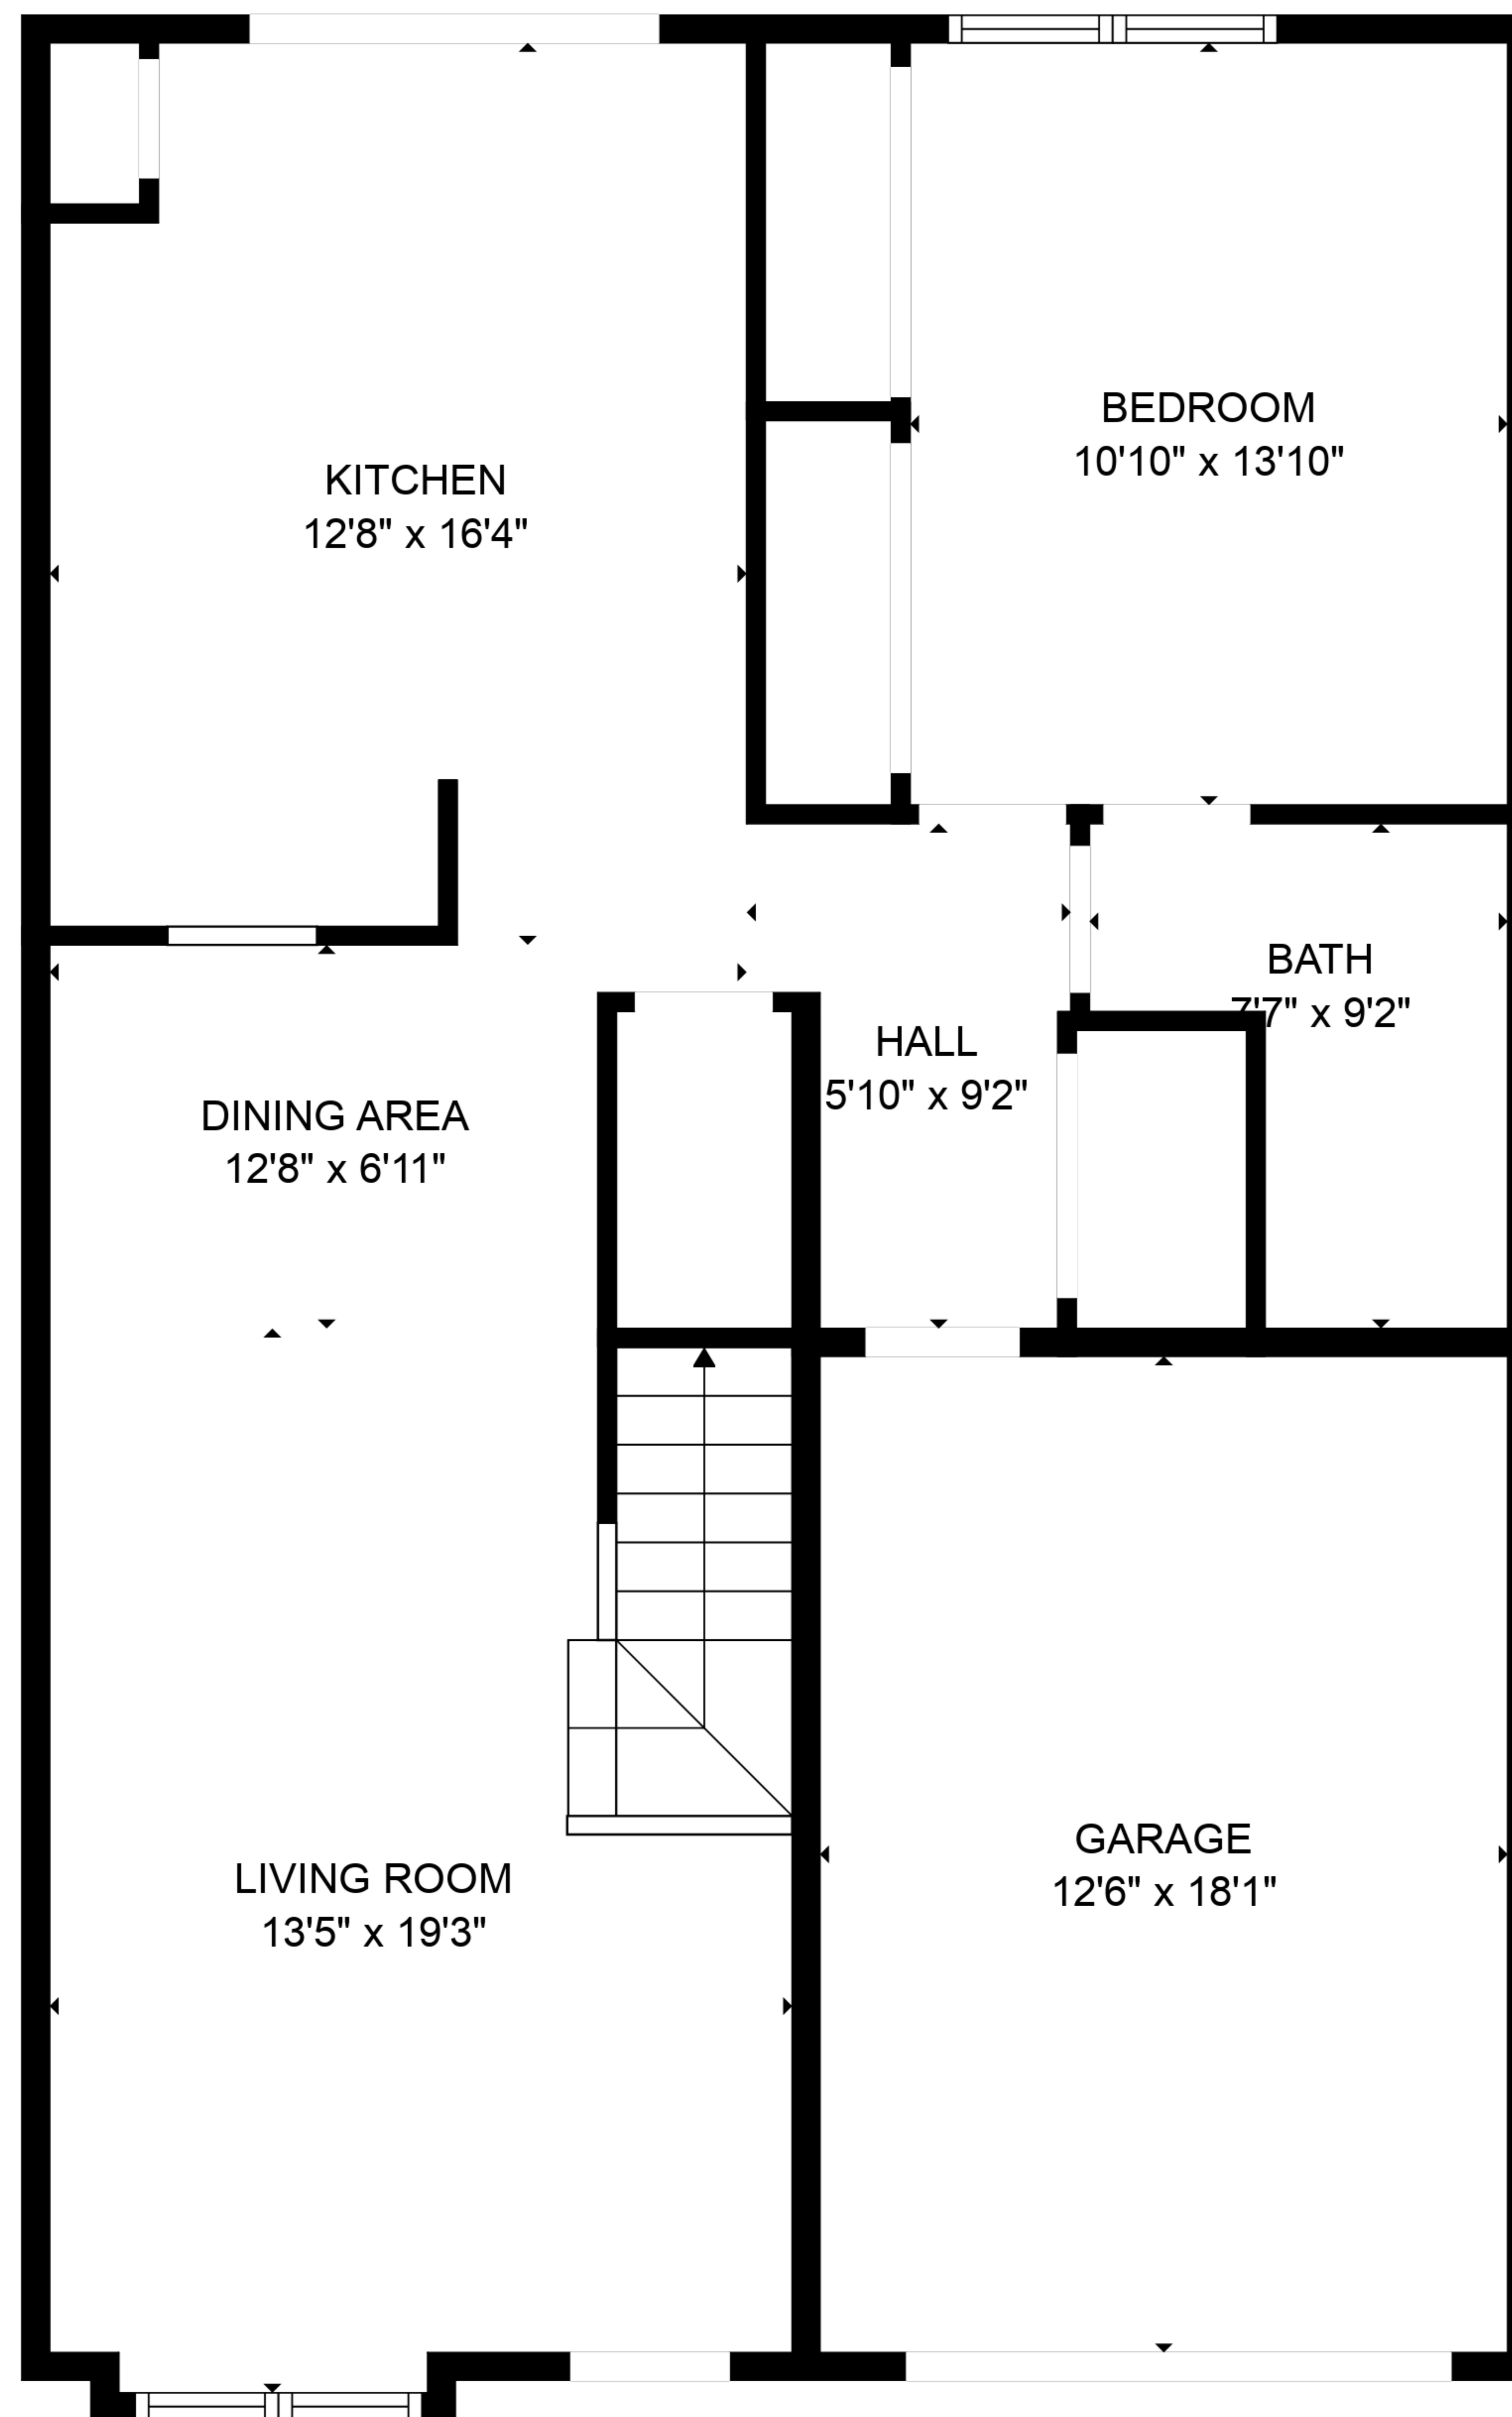 BEDROOM
10'10" x 13'10"
KITCHEN
12'8" x 16'4"
BATH
7'7" x 9'2"
HALL
5'10" x 9'2"
DINING AREA
12'8" x 6'11"
GARAGE
12'6" x 18'1"
LIVING ROOM
13'5" x 19'3"